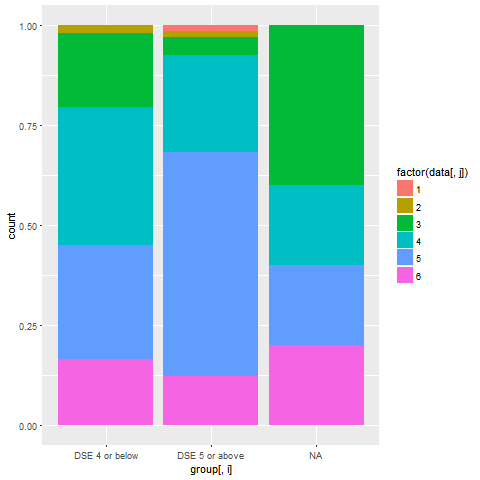 1.00
0.75
0.50
0.25
0.00
count
DSE 4 or below
DSE 5 or above
NA
group[, i]
factor(data[, j])
1
2
3
4
5
6